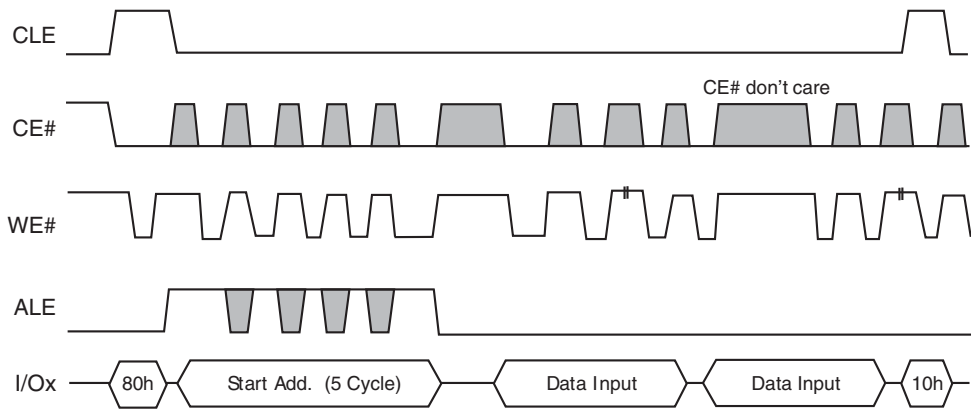 CLE
CE# don't care
CE#
WE#
ALE
I/Ox
80h
Start Add. (5 Cycle)
Data Input
Data Input
10h